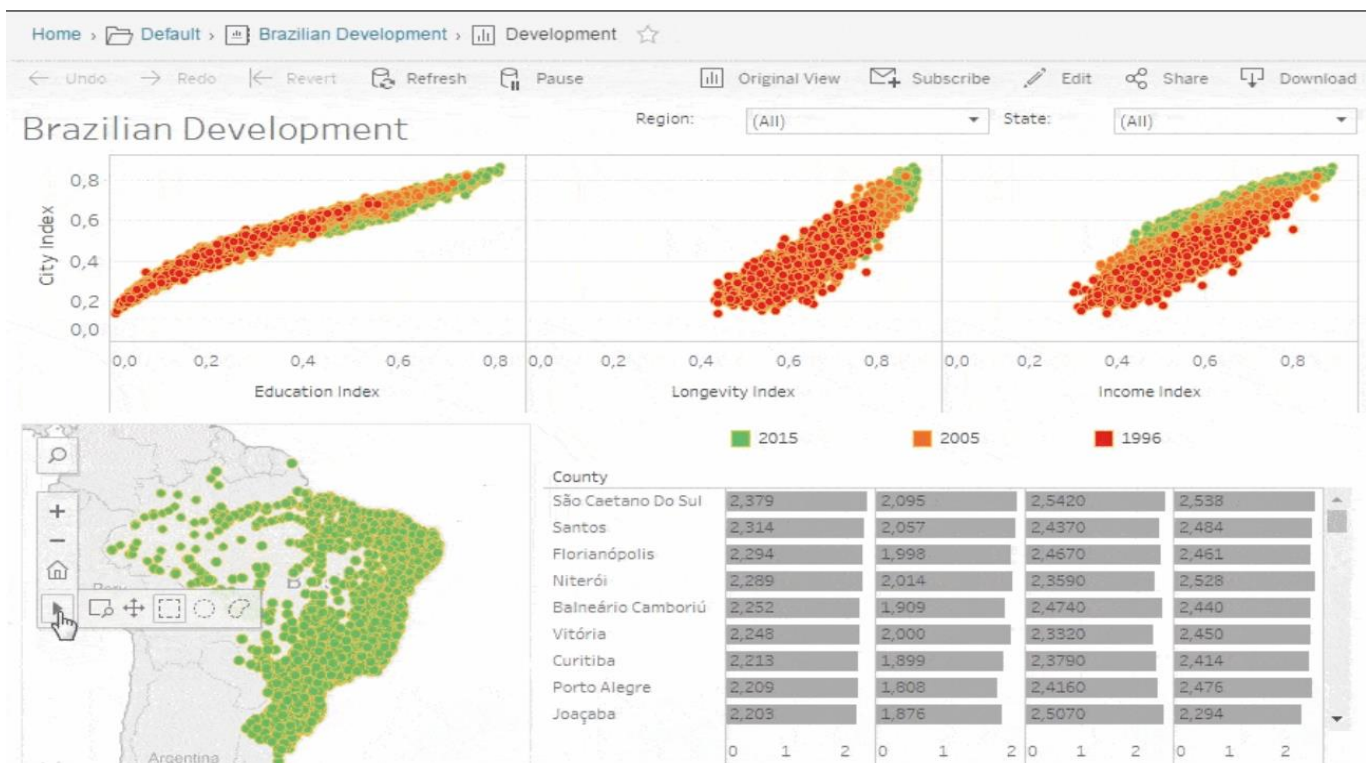 Home › Default › Brazilian Development › Development
Undo Redo Revert Refresh Pause Original View Subscribe Edit Share Download
Brazilian Development
Region: (All) State: (All)
City Index
0,8
0,6
0,4
0,2
0,0
0,0 0,2 0,4 0,6 0,8 0,0 0,4 0,6 0,8 0,0 0,4 0,6 0,8
Education Index Longevity Index Income Index
2015 2005 1996
County
São Caetano Do Sul 2,379 2,095 2,5420 2,538
Santos 2,314 2,057 2,4370 2,484
Florianópolis 2,294 1,998 2,4670 2,461
Niterói 2,289 2,014 2,3590 2,528
Balneário Camboriú 2,252 1,909 2,4740 2,440
Vitória 2,248 2,000 2,3320 2,450
Curitiba 2,213 1,899 2,3790 2,414
Porto Alegre 2,209 1,808 2,4160 2,476
Joaçaba 2,203 1,876 2,5070 2,294
0 1 2 0 1 2 0 1 2 0 1 2
Argentina